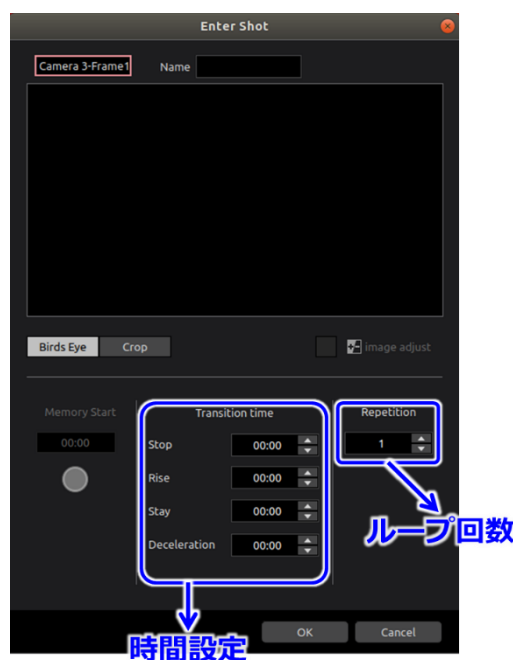 Enter Shot
Camera 3-Frame1 Name
Birds Eye Crop image adjust
Memory Start Transition time Repetition
00:00 Stop 00:00 1
Rise 00:00
Stay 00:00
ループ回数
Deceleration 00:00
時間設定 OK Cancel